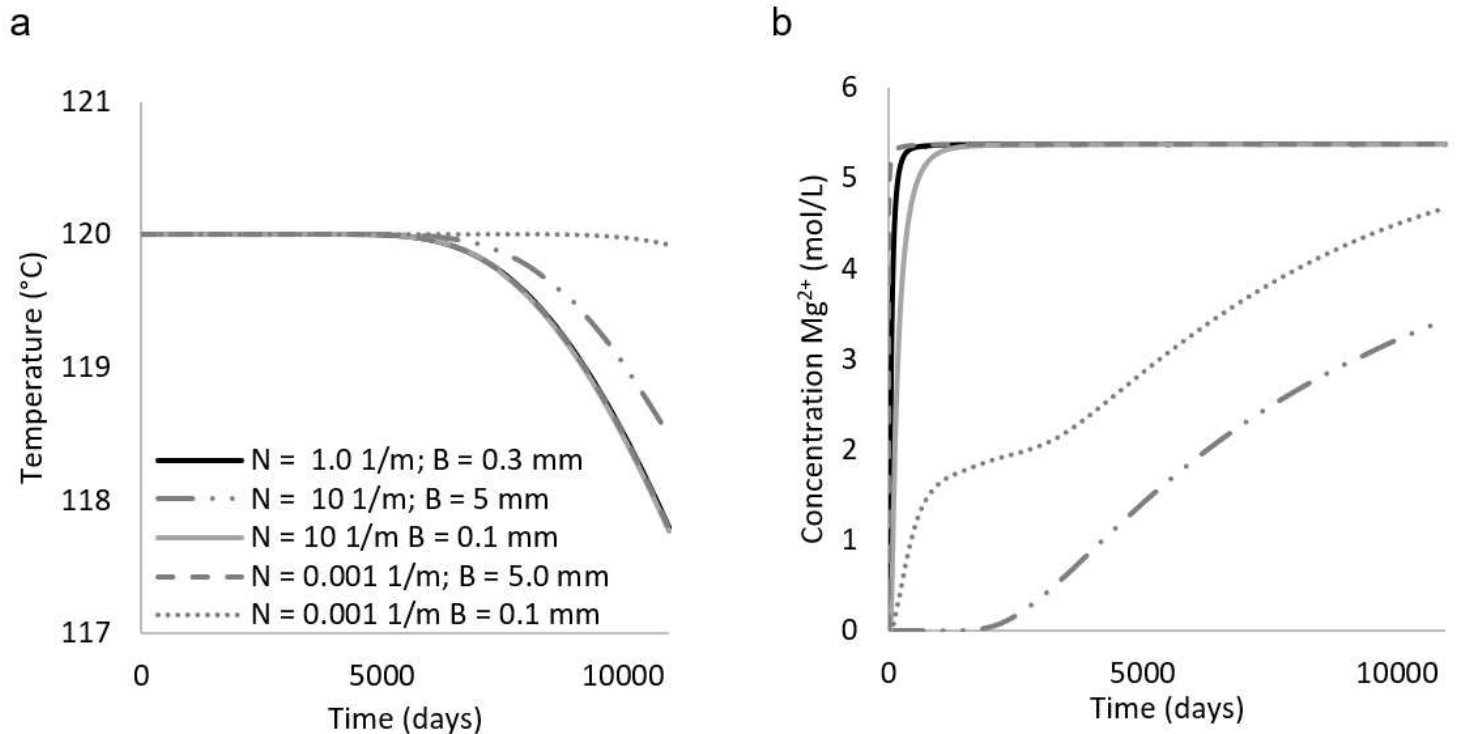 a
121
120
119
118
117
Temperature (°C)
N = 1.0 1/m; B = 0.3 mm
N = 10 1/m; B = 5 mm
N = 10 1/m B = 0.1 mm
N = 0.001 1/m; B = 5.0 mm
N = 0.001 1/m B = 0.1 mm
0 5000 10000
Time (days)
b
6
5
4
3
2
1
0
Concentration Mg²⁺ (mol/L)
0 5000 10000
Time (days)